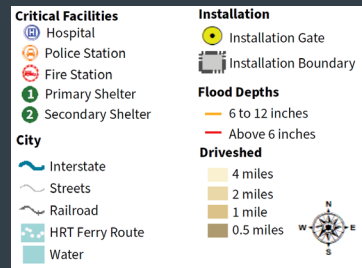 Critical Facilities
H Hospital
Police Station
Fire Station
1 Primary Shelter
2 Secondary Shelter
City
Interstate
Streets
Railroad
HRT Ferry Route
Water
Installation
Installation Gate
Installation Boundary
Flood Depths
6 to 12 inches
Above 6 inches
Driveshed
4 miles
2 miles
1 mile
0.5 miles
N
W E
S